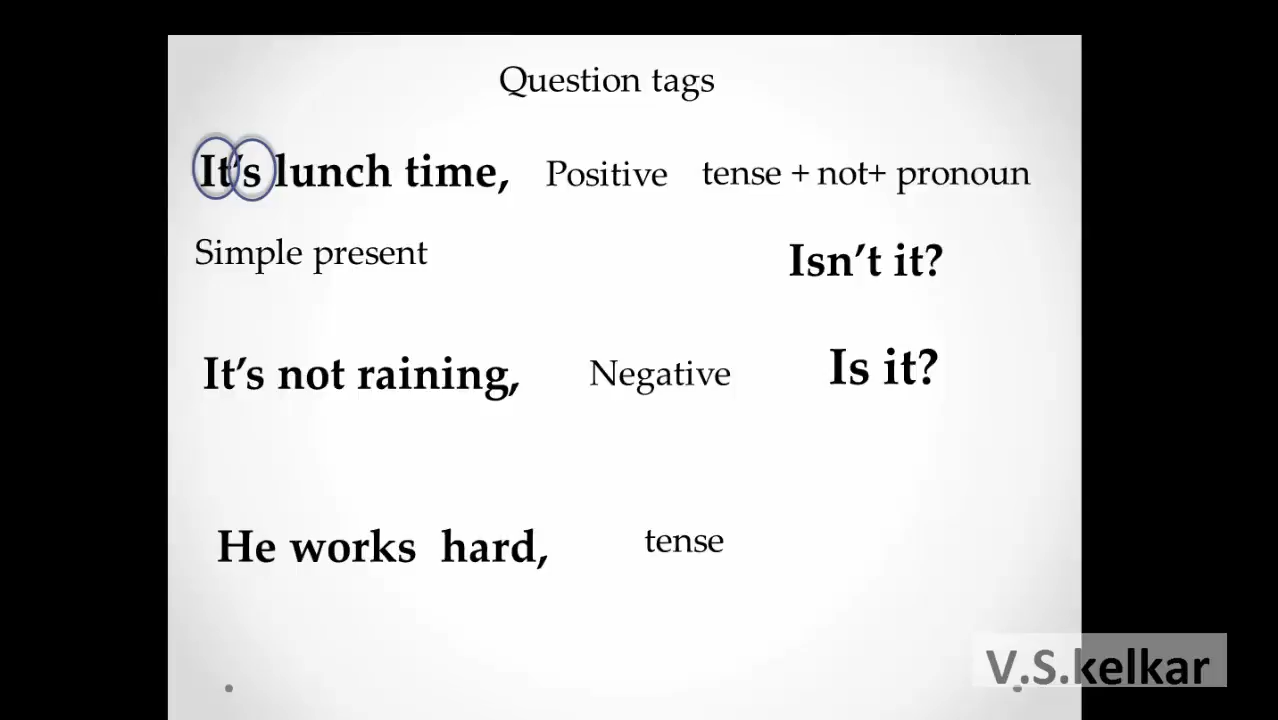 Question tags
It's lunch time, Positive tense + not+ pronoun
Simple present Isn't it?
It's not raining, Negative Is it?
He works hard, tense
V.S.kelkar